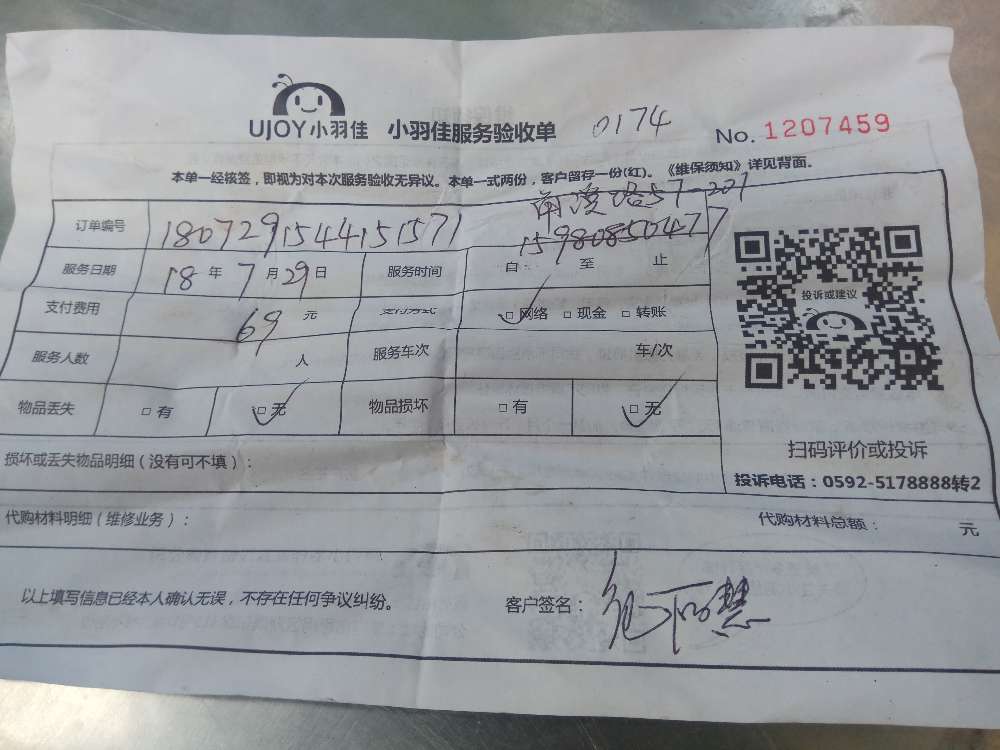 UJOY小羽佳 小羽佳服务验收单 0174 No. 1207459
本单一经核签，即视为对本次服务验收无异议。本单一式两份，客户留存一份(红)。《维保须知》详见背面。
57-207
订单编号 1807291544151571 15980850477
服务日期 18 年 7 月 29 日 服务时间 自 至 止
支付费用 69 元 支付方式 □网络 □现金 □转账
服务人数 人 服务车次 车/次
物品丢失 □有 □无 物品损坏 □有 □无
投诉或建议
扫码评价或投诉
投诉电话：0592-5178888转2
损坏或丢失物品明细（没有可不填）：
代购材料明细（维修业务）： 代购材料总额： 元
以上填写信息已经本人确认无误，不存在任何争议纠纷。 客户签名：